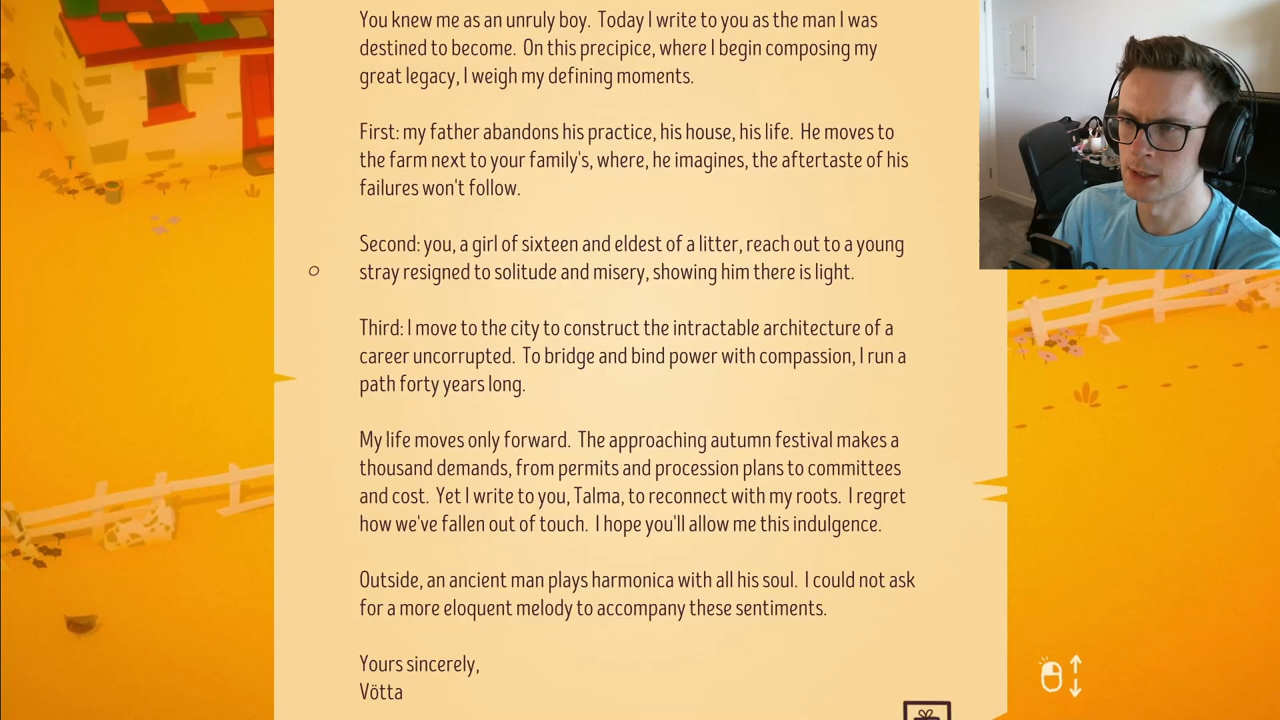 You knew me as an unruly boy. Today I write to you as the man I was
destined to become. On this precipice, where I begin composing my
great legacy, I weigh my defining moments.
First: my father abandons his practice, his house, his life. He moves to
the farm next to your family's, where, he imagines, the aftertaste of his
failures won't follow.
Second: you, a girl of sixteen and eldest of a litter, reach out to a young
stray resigned to solitude and misery, showing him there is light.
Third: I move to the city to construct the intractable architecture of a
career uncorrupted. To bridge and bind power with compassion, I run a
path forty years long.
My life moves only forward. The approaching autumn festival makes a
thousand demands, from permits and procession plans to committees
and cost. Yet I write to you, Talma, to reconnect with my roots. I regret
how we've fallen out of touch. I hope you'll allow me this indulgence.
Outside, an ancient man plays harmonica with all his soul. I could not ask
for a more eloquent melody to accompany these sentiments.
Yours sincerely,
Vötta